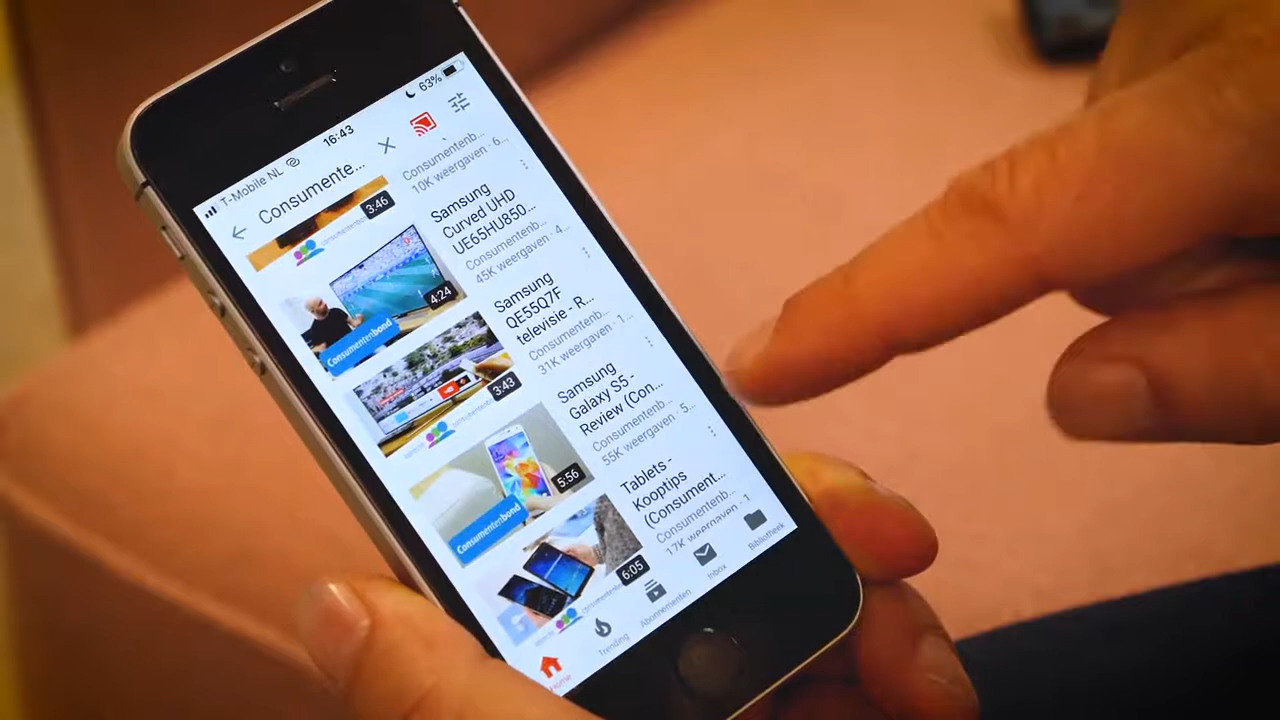 T-Mobile NL
16:43
63%
Consumente...
Consumentenb...
10K weergaven · 6...
3:46
Samsung
Curved UHD
UE65HU850...
Consumentenb...
45K weergaven · 4...
4:24
Consumentenbond
Samsung
QE55Q7F
televisie - R...
Consumentenb...
31K weergaven · 1...
3:43
Samsung
Galaxy S5 -
Review (Con...
Consumentenb...
55K weergaven · 5...
5:56
Consumentenbond
Tablets -
Kooptips
(Consument...
Consumentenb...
17K weergaven · 1
6:05
Home
Trending
Abonnementen
Inbox
Bibliotheek